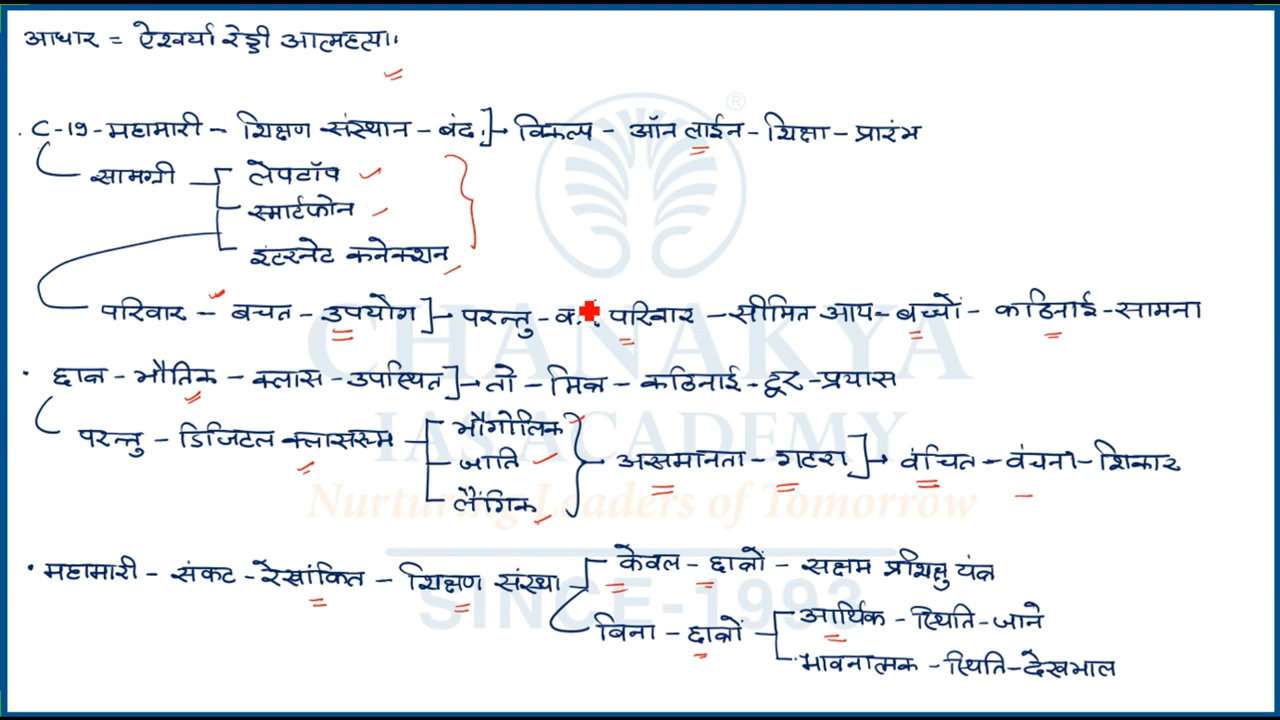 आधार = ऐश्वर्या रेड्डी आत्महत्या।
. C-19-महामारी - शिक्षण संस्थान - बंद ]→ विकल्प - ऑनलाईन - शिक्षा - प्रारंभ
सामग्री
लेपटॉप
स्मार्टफोन
इंटरनेट कनेक्शन
परिवार - बचत - उपयोग ]→ परन्तु - परिवार - सीमित आय - बच्चों - कठिनाई - सामना
· छात्र - भौतिक - क्लास - उपस्थित ]→ तो - मित्र - कठिनाई - दूर - प्रयास
परन्तु - डिजिटल क्लासरूम
भौगोलिक
जाति
लैंगिक
असमानता - गहरा ]→ वंचित - वंचना - शिकार
· महामारी - संकट - रेखांकित - शिक्षण संस्था
केवल - छात्रों - सक्षम प्रशिक्षु यंत्र
बिना - छात्रों
आर्थिक - स्थिति - जाने
भावनात्मक - स्थिति - देखभाल
CHANAKYA
IAS ACADEMY
Nurturing Leaders of Tomorrow
SINCE-1993